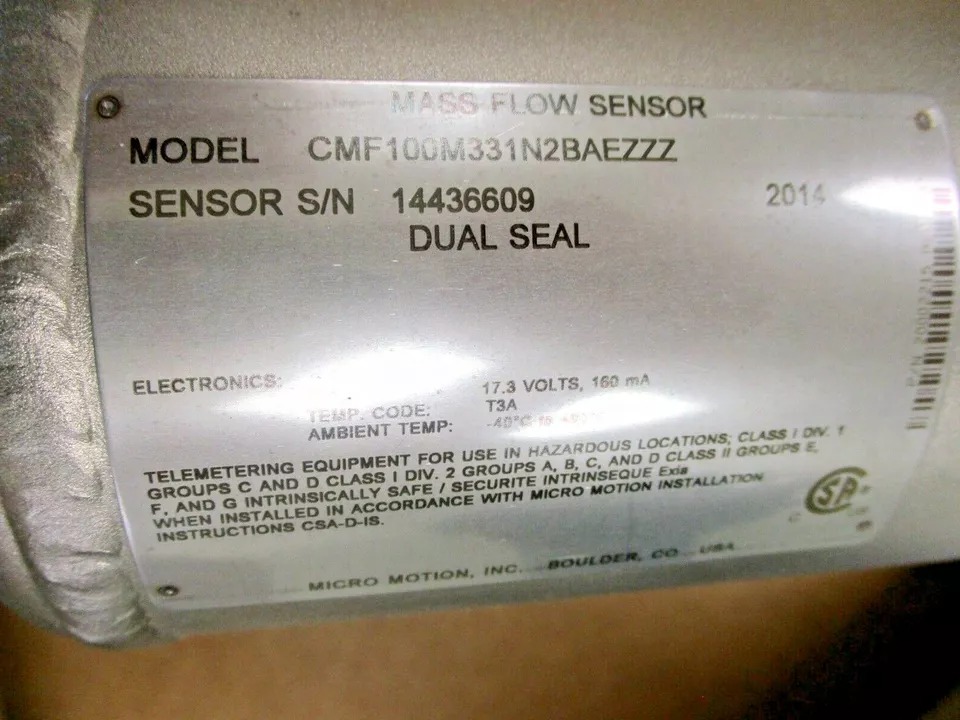 MASS FLOW SENSOR
MODEL CMF100M331N2BAEZZZ
SENSOR S/N 14436609 2014
DUAL SEAL
ELECTRONICS: 17.3 VOLTS, 160 mA
TEMP. CODE: T3A
AMBIENT TEMP: -40°C
TELEMETERING EQUIPMENT FOR USE IN HAZARDOUS LOCATIONS; CLASS I DIV. 1
GROUPS C AND D CLASS I DIV. 2 GROUPS A, B, C, AND D CLASS II GROUPS E,
F, AND G INTRINSICALLY SAFE / SECURITE INTRINSEQUE Exia
WHEN INSTALLED IN ACCORDANCE WITH MICRO MOTION INSTALLATION
INSTRUCTIONS CSA-D-IS.
MICRO MOTION, INC. BOULDER, CO USA